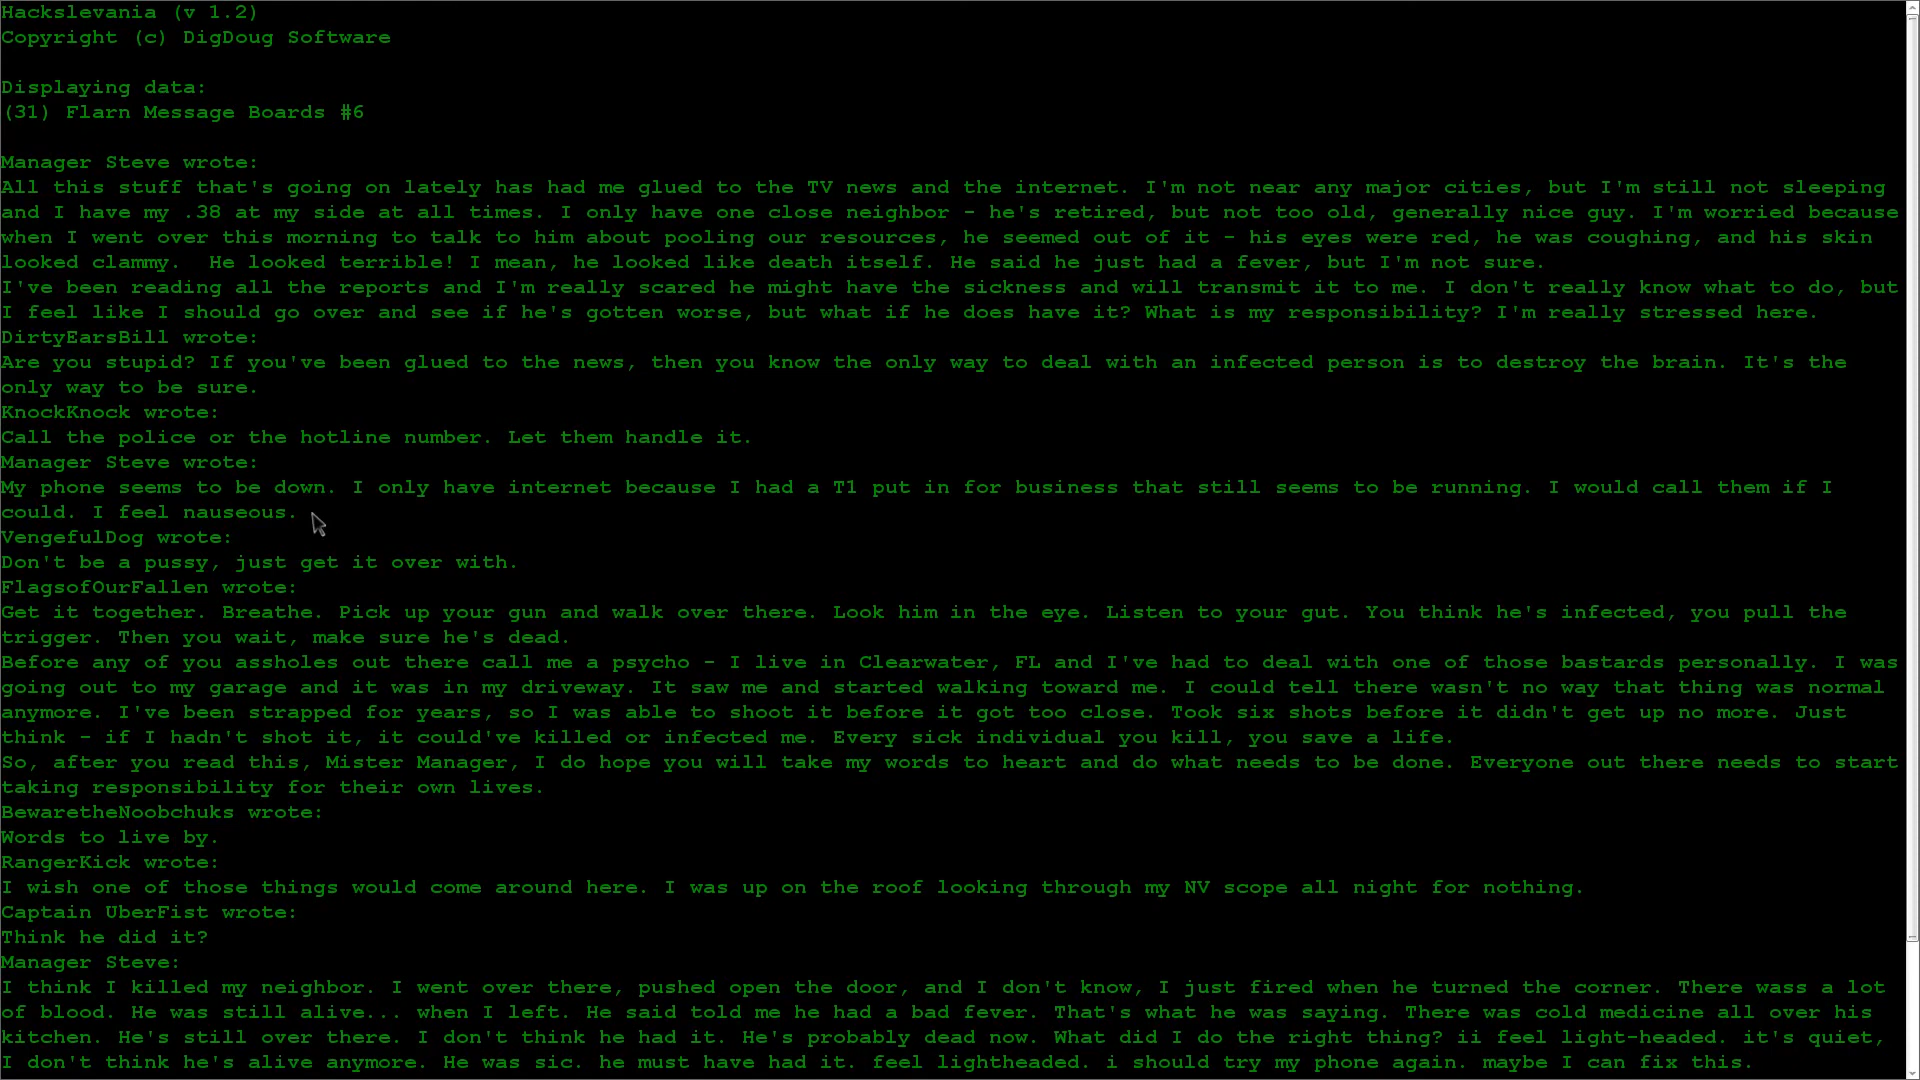 Hackslevania (v 1.2)
Copyright (c) DigDoug Software
Displaying data:
(31) Flarn Message Boards #6
Manager Steve wrote:
All this stuff that's going on lately has had me glued to the TV news and the internet. I'm not near any major cities, but I'm still not sleeping
and I have my .38 at my side at all times. I only have one close neighbor - he's retired, but not too old, generally nice guy. I'm worried because
when I went over this morning to talk to him about pooling our resources, he seemed out of it - his eyes were red, he was coughing, and his skin
looked clammy.  He looked terrible! I mean, he looked like death itself. He said he just had a fever, but I'm not sure.
I've been reading all the reports and I'm really scared he might have the sickness and will transmit it to me. I don't really know what to do, but
I feel like I should go over and see if he's gotten worse, but what if he does have it? What is my responsibility? I'm really stressed here.
DirtyEarsBill wrote:
Are you stupid? If you've been glued to the news, then you know the only way to deal with an infected person is to destroy the brain. It's the
only way to be sure.
KnockKnock wrote:
Call the police or the hotline number. Let them handle it.
Manager Steve wrote:
My phone seems to be down. I only have internet because I had a T1 put in for business that still seems to be running. I would call them if I
could. I feel nauseous.
VengefulDog wrote:
Don't be a pussy, just get it over with.
FlagsofOurFallen wrote:
Get it together. Breathe. Pick up your gun and walk over there. Look him in the eye. Listen to your gut. You think he's infected, you pull the
trigger. Then you wait, make sure he's dead.
Before any of you assholes out there call me a psycho - I live in Clearwater, FL and I've had to deal with one of those bastards personally. I was
going out to my garage and it was in my driveway. It saw me and started walking toward me. I could tell there wasn't no way that thing was normal
anymore. I've been strapped for years, so I was able to shoot it before it got too close. Took six shots before it didn't get up no more. Just
think - if I hadn't shot it, it could've killed or infected me. Every sick individual you kill, you save a life.
So, after you read this, Mister Manager, I do hope you will take my words to heart and do what needs to be done. Everyone out there needs to start
taking responsibility for their own lives.
BewaretheNoobchuks wrote:
Words to live by.
RangerKick wrote:
I wish one of those things would come around here. I was up on the roof looking through my NV scope all night for nothing.
Captain UberFist wrote:
Think he did it?
Manager Steve:
I think I killed my neighbor. I went over there, pushed open the door, and I don't know, I just fired when he turned the corner. There wass a lot
of blood. He was still alive... when I left. He said told me he had a bad fever. That's what he was saying. There was cold medicine all over his
kitchen. He's still over there. I don't think he had it. He's probably dead now. What did I do the right thing? ii feel light-headed. it's quiet,
I don't think he's alive anymore. He was sic. he must have had it. feel lightheaded. i should try my phone again. maybe I can fix this.